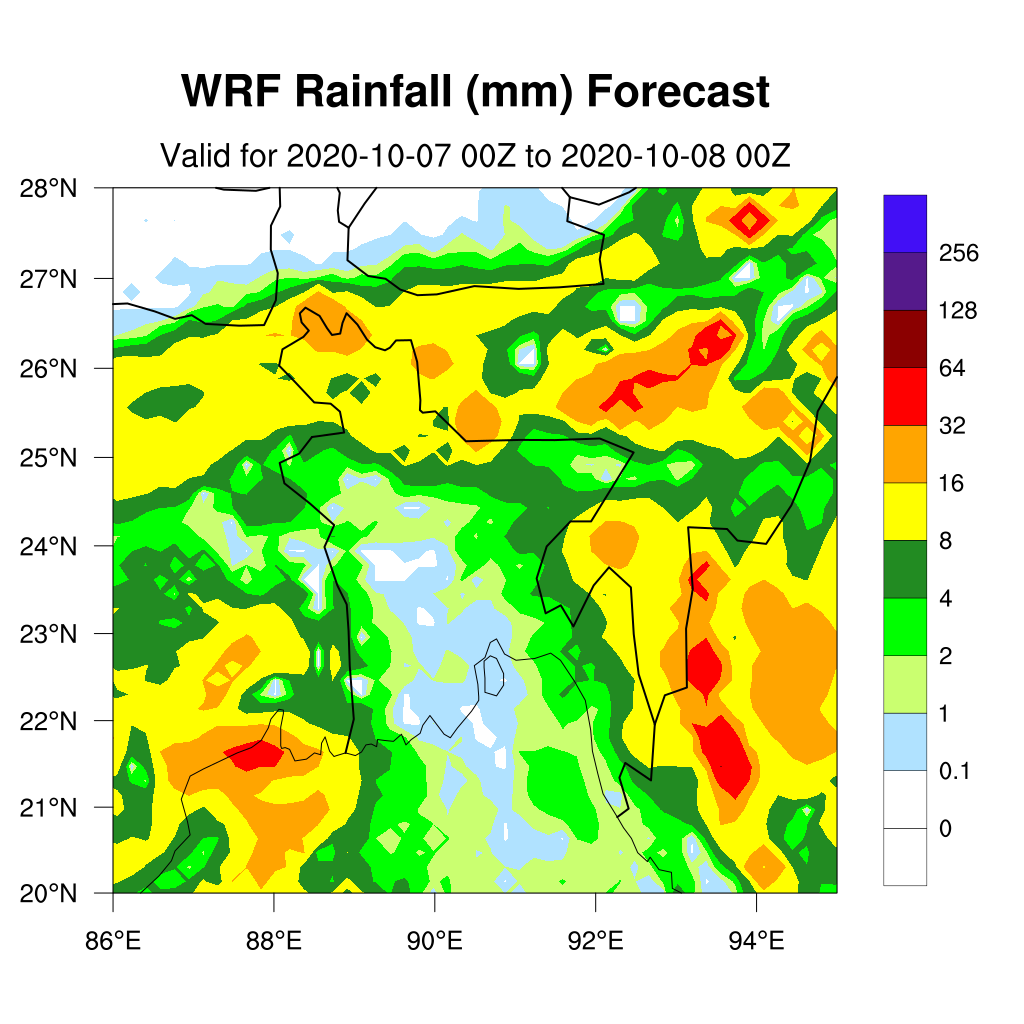 WRF Rainfall (mm) Forecast
Valid for 2020-10-07 00Z to 2020-10-08 00Z
28°N
27°N
26°N
25°N
24°N
23°N
22°N
21°N
20°N
86°E 88°E 90°E 92°E 94°E
256
128
64
32
16
8
4
2
1
0.1
0